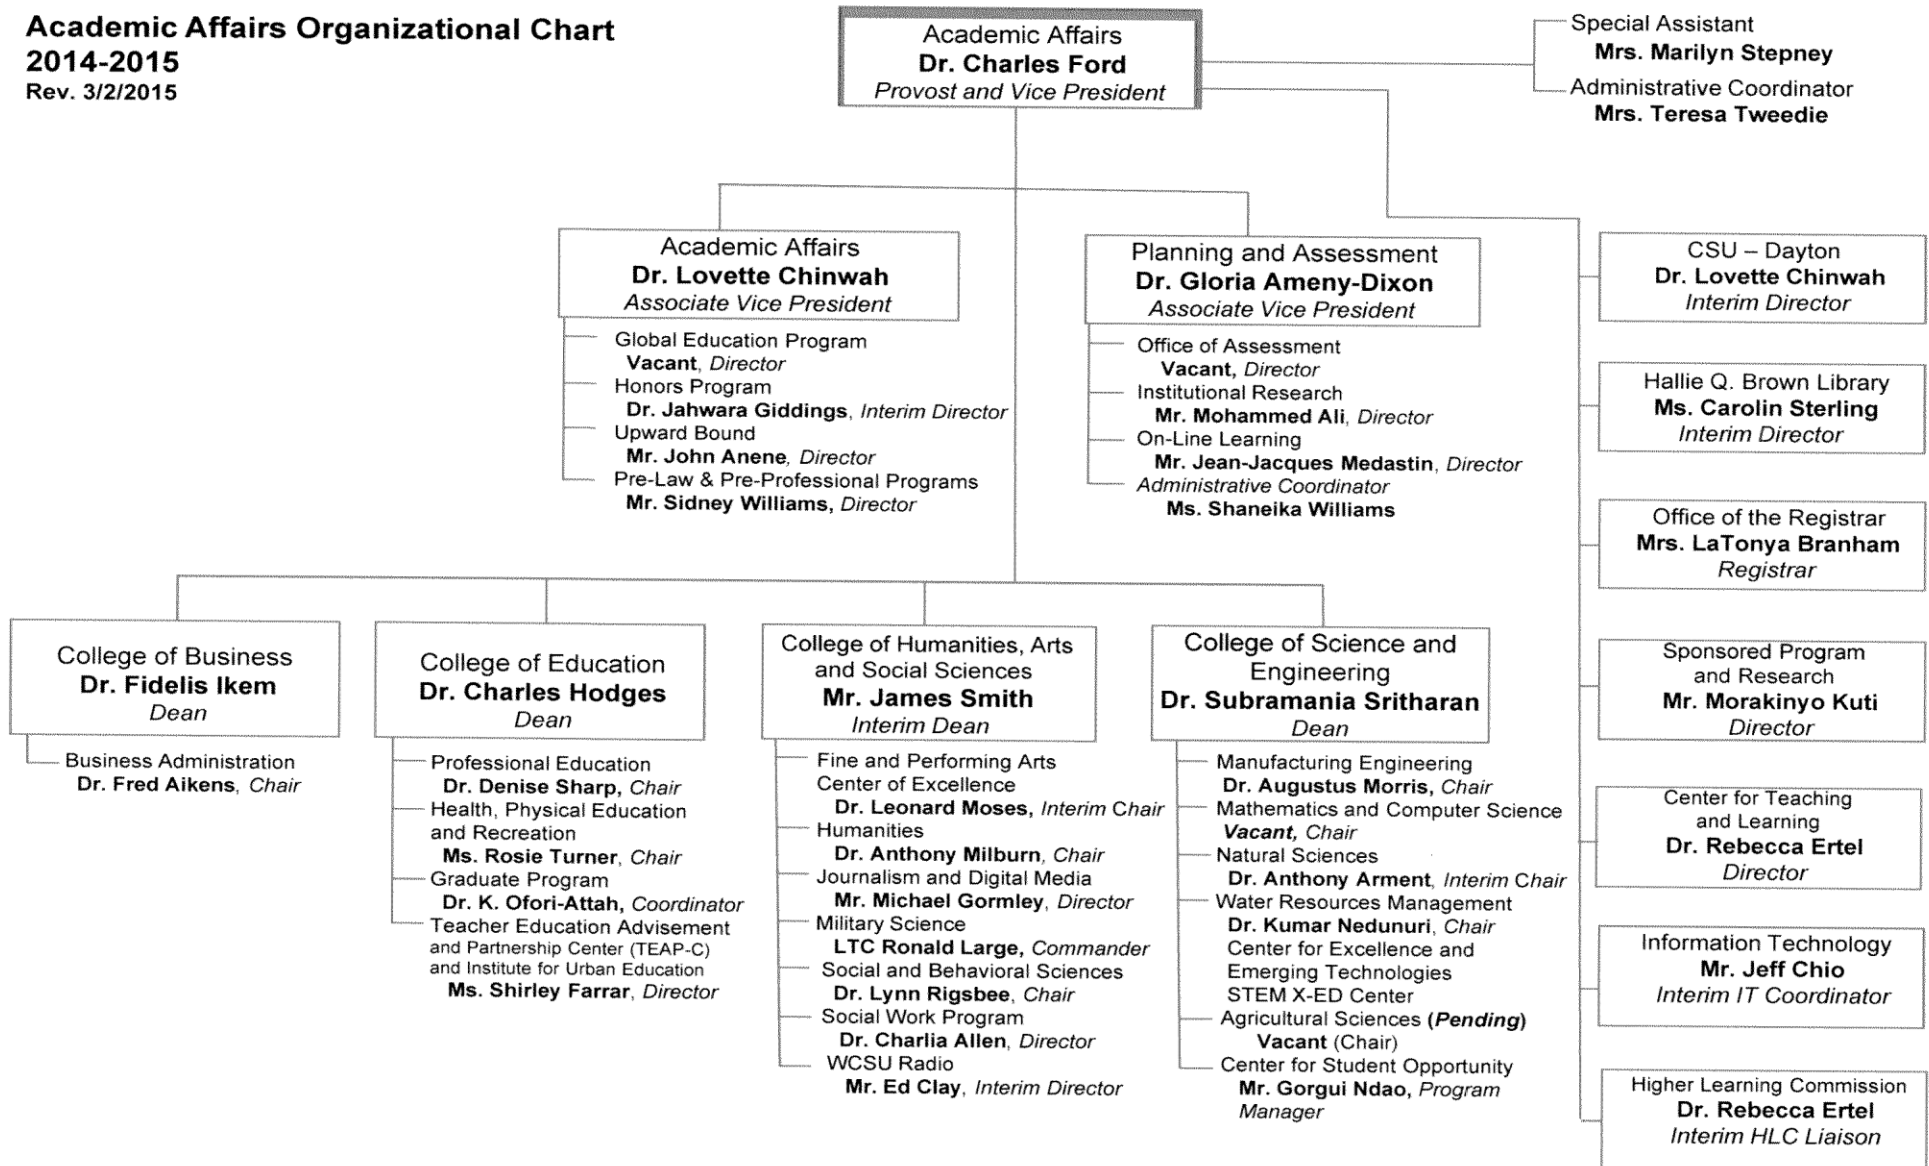 Academic Affairs Organizational Chart
2014-2015
Rev. 3/2/2015
Academic Affairs
Dr. Charles Ford
Provost and Vice President
Special Assistant
Mrs. Marilyn Stepney
Administrative Coordinator
Mrs. Teresa Tweedie
Academic Affairs
Dr. Lovette Chinwah
Associate Vice President
Global Education Program
Vacant, Director
Honors Program
Dr. Jahwara Giddings, Interim Director
Upward Bound
Mr. John Anene, Director
Pre-Law & Pre-Professional Programs
Mr. Sidney Williams, Director
Planning and Assessment
Dr. Gloria Ameny-Dixon
Associate Vice President
Office of Assessment
Vacant, Director
Institutional Research
Mr. Mohammed Ali, Director
On-Line Learning
Mr. Jean-Jacques Medastin, Director
Administrative Coordinator
Ms. Shaneika Williams
CSU – Dayton
Dr. Lovette Chinwah
Interim Director
Hallie Q. Brown Library
Ms. Carolin Sterling
Interim Director
Office of the Registrar
Mrs. LaTonya Branham
Registrar
Sponsored Program
and Research
Mr. Morakinyo Kuti
Director
Center for Teaching
and Learning
Dr. Rebecca Ertel
Director
Information Technology
Mr. Jeff Chio
Interim IT Coordinator
Higher Learning Commission
Dr. Rebecca Ertel
Interim HLC Liaison
College of Business
Dr. Fidelis Ikem
Dean
Business Administration
Dr. Fred Aikens, Chair
College of Education
Dr. Charles Hodges
Dean
Professional Education
Dr. Denise Sharp, Chair
Health, Physical Education
and Recreation
Ms. Rosie Turner, Chair
Graduate Program
Dr. K. Ofori-Attah, Coordinator
Teacher Education Advisement
and Partnership Center (TEAP-C)
and Institute for Urban Education
Ms. Shirley Farrar, Director
College of Humanities, Arts
and Social Sciences
Mr. James Smith
Interim Dean
Fine and Performing Arts
Center of Excellence
Dr. Leonard Moses, Interim Chair
Humanities
Dr. Anthony Milburn, Chair
Journalism and Digital Media
Mr. Michael Gormley, Director
Military Science
LTC Ronald Large, Commander
Social and Behavioral Sciences
Dr. Lynn Rigsbee, Chair
Social Work Program
Dr. Charlia Allen, Director
WCSU Radio
Mr. Ed Clay, Interim Director
College of Science and
Engineering
Dr. Subramania Sritharan
Dean
Manufacturing Engineering
Dr. Augustus Morris, Chair
Mathematics and Computer Science
Vacant, Chair
Natural Sciences
Dr. Anthony Arment, Interim Chair
Water Resources Management
Dr. Kumar Nedunuri, Chair
Center for Excellence and
Emerging Technologies
STEM X-ED Center
Agricultural Sciences (Pending)
Vacant (Chair)
Center for Student Opportunity
Mr. Gorgui Ndao, Program
Manager